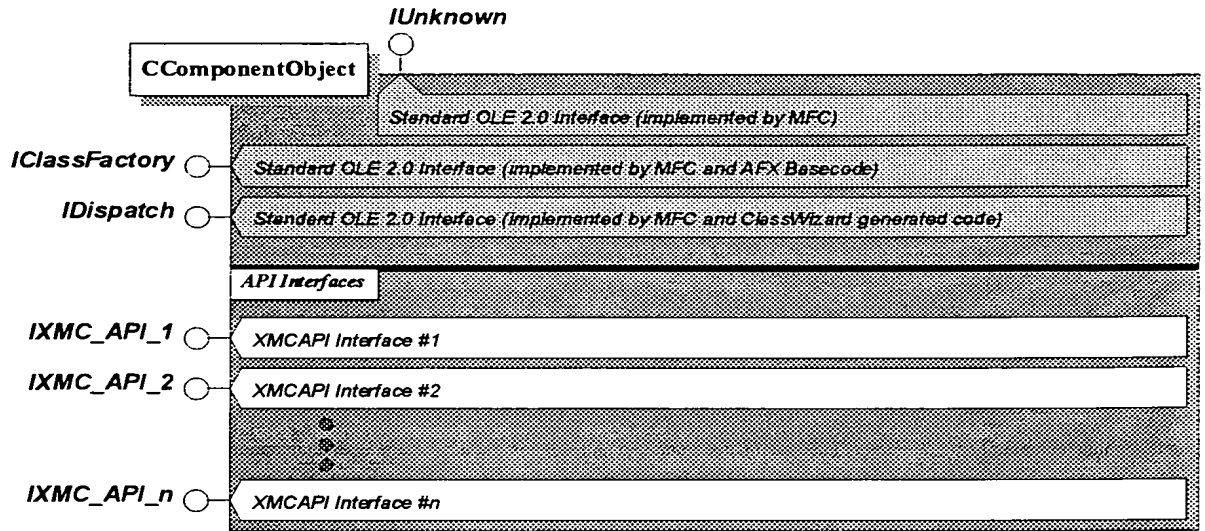 IUnknown
CComponentObject
Standard OLE 2.0 Interface (implemented by MFC)
IClassFactory
Standard OLE 2.0 Interface (implemented by MFC and AFX Basecode)
IDispatch
Standard OLE 2.0 Interface (implemented by MFC and ClassWizard generated code)
API Interfaces
IXMC_API_1
XMCAPI Interface #1
IXMC_API_2
XMCAPI Interface #2
IXMC_API_n
XMCAPI Interface #n